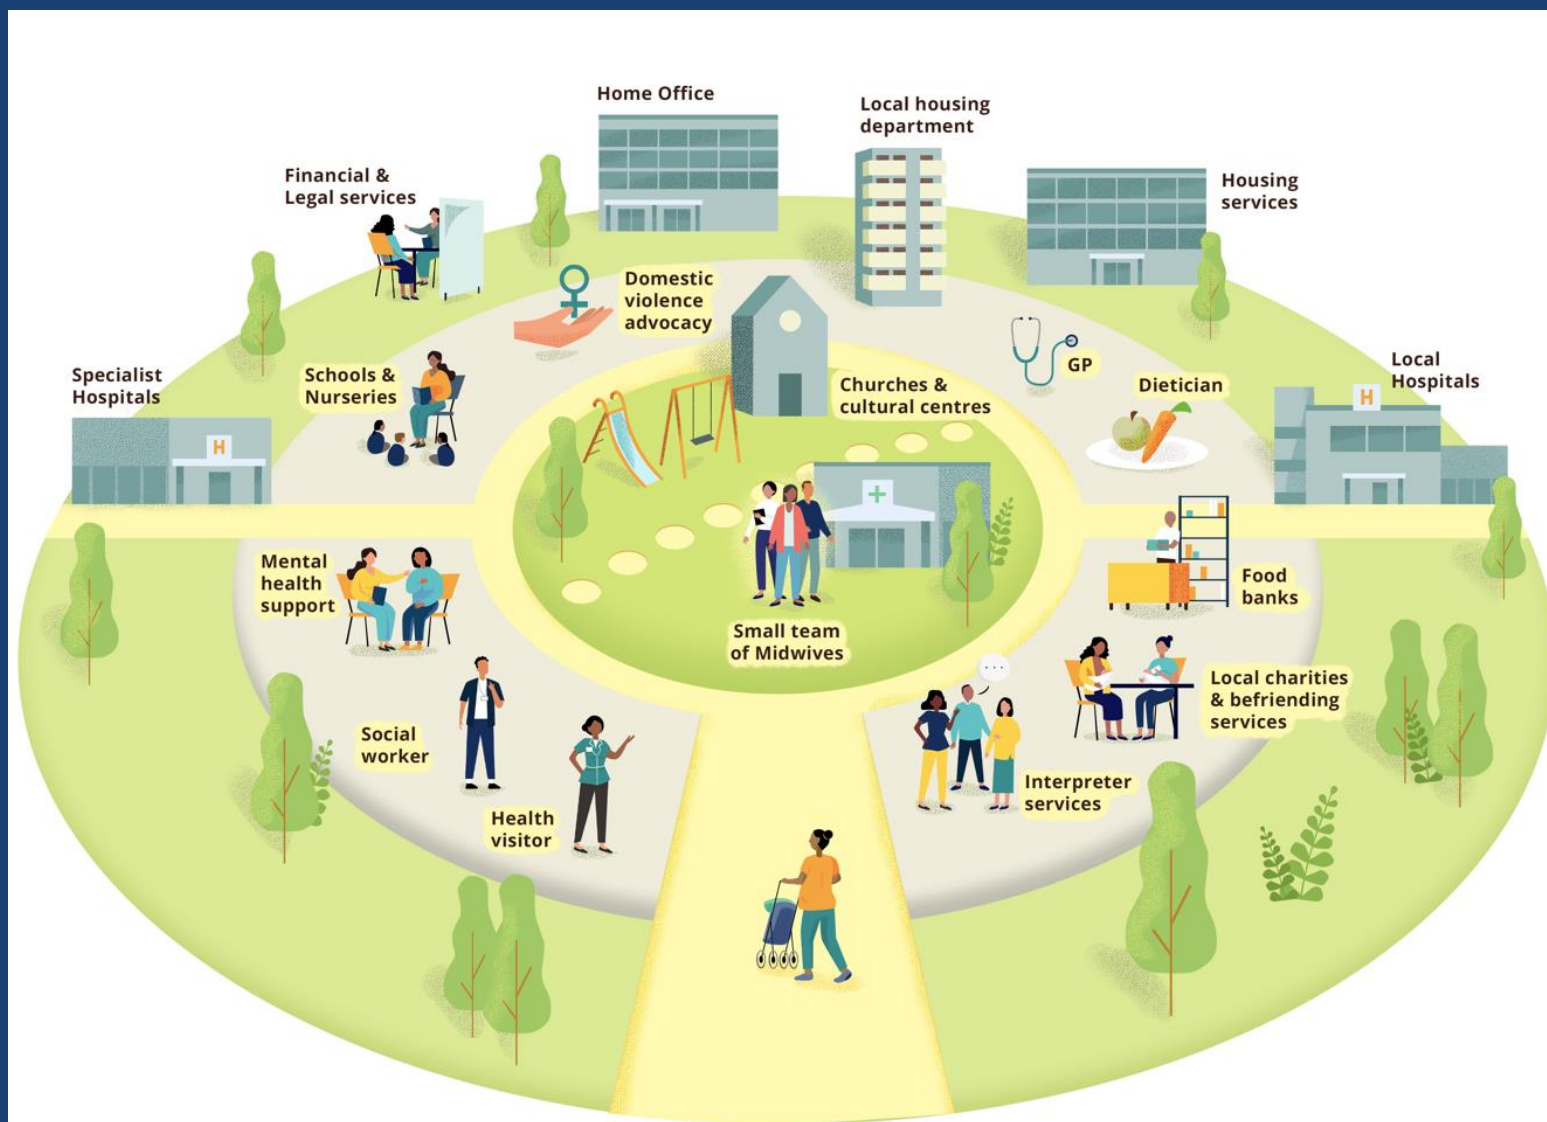 Home Office
Local housing
department
Financial &
Legal services
Housing
services
Domestic
violence
advocacy
Specialist
Hospitals
Schools &
Nurseries
Churches &
cultural centres
GP
Dietician
Local
Hospitals
H
H
Mental
health
support
Small team
of Midwives
Food
banks
Social
worker
Health
visitor
...
Interpreter
services
Local charities
& befriending
services